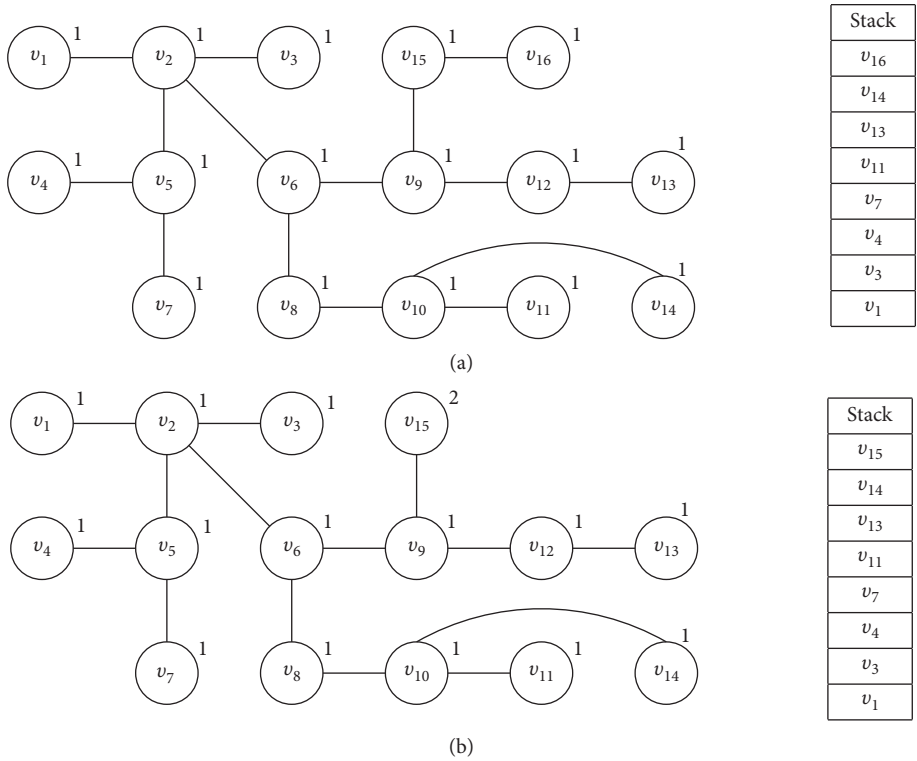 1 1 1 1 1 Stack
v₁ v₂ v₃ v₁₅ v₁₆ v₁₆
v₁₄
1 1 1 1 1 1 v₁₃
v₄ v₅ v₆ v₉ v₁₂ v₁₃ v₁₁
v₇
1 1 1 1 1 v₄
v₇ v₈ v₁₀ v₁₁ v₁₄ v₃
v₁
(a)
1 1 1 2 Stack
v₁ v₂ v₃ v₁₅ v₁₅
v₁₄
1 1 1 1 1 1 v₁₃
v₄ v₅ v₆ v₉ v₁₂ v₁₃ v₁₁
v₇
1 1 1 1 1 v₄
v₇ v₈ v₁₀ v₁₁ v₁₄ v₃
v₁
(b)